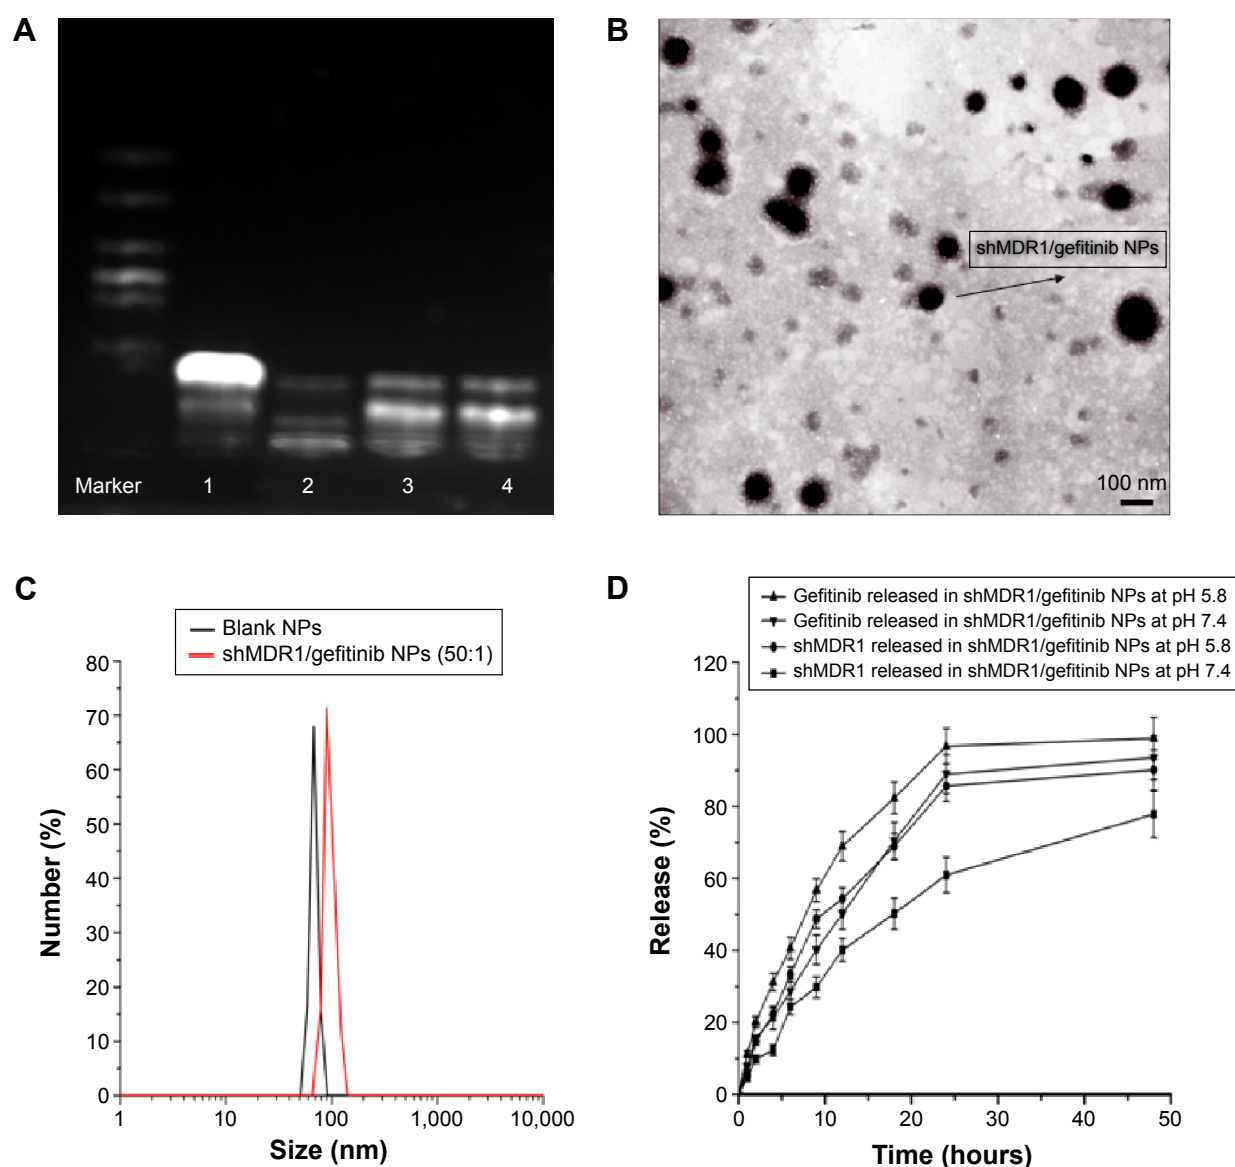 A
Marker 1 2 3 4
B
shMDR1/gefitinib NPs
100 nm
C
Blank NPs
shMDR1/gefitinib NPs (50:1)
80
70
60
50
40
30
20
10
0
Number (%)
1 10 100 1,000 10,000
Size (nm)
D
Gefitinib released in shMDR1/gefitinib NPs at pH 5.8
Gefitinib released in shMDR1/gefitinib NPs at pH 7.4
shMDR1 released in shMDR1/gefitinib NPs at pH 5.8
shMDR1 released in shMDR1/gefitinib NPs at pH 7.4
120
100
80
60
40
20
0
Release (%)
0 10 20 30 40 50
Time (hours)